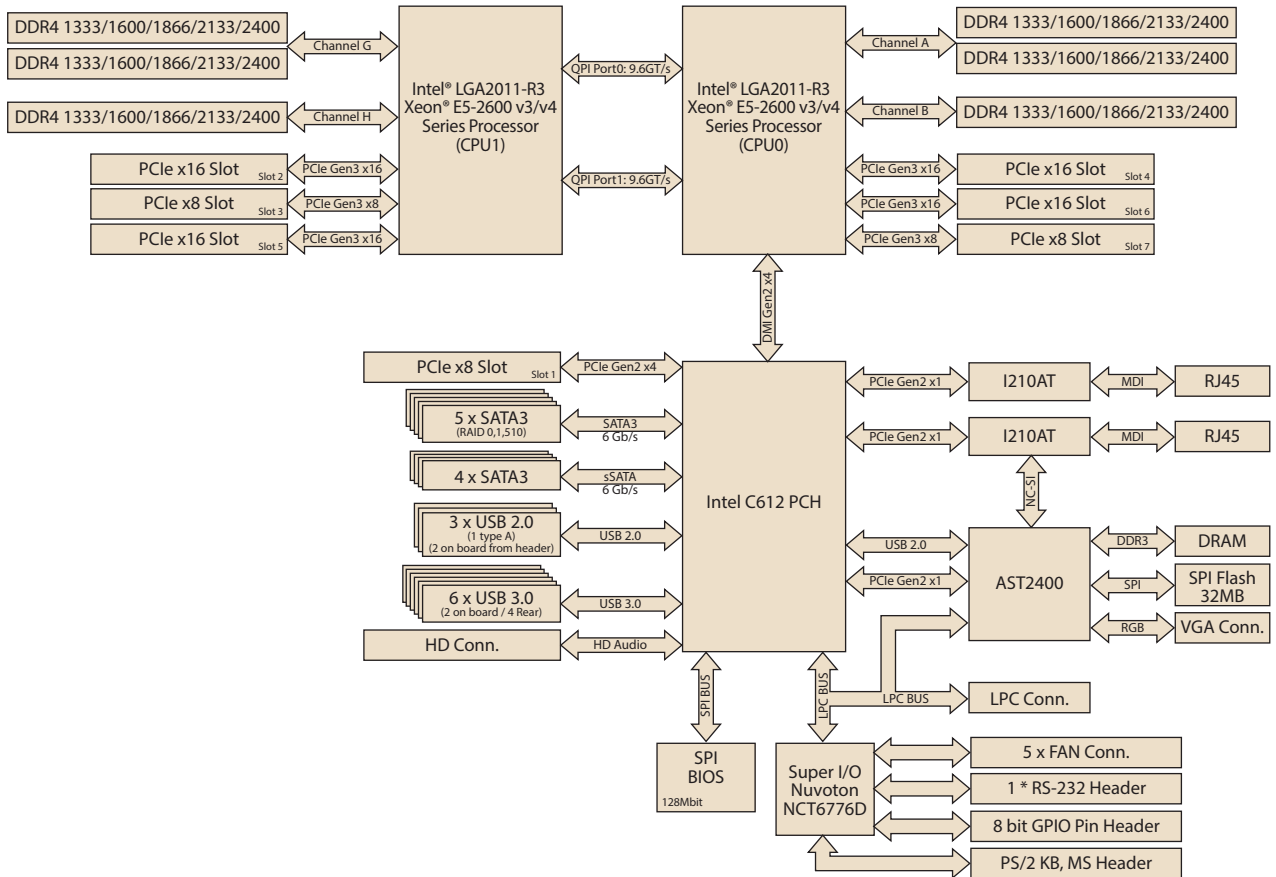 DDR4 1333/1600/1866/2133/2400
DDR4 1333/1600/1866/2133/2400
Channel G
DDR4 1333/1600/1866/2133/2400
Channel H
PCIe x16 Slot
Slot 2
PCIe Gen3 x16
PCIe x8 Slot
Slot 3
PCIe Gen3 x8
PCIe x16 Slot
Slot 5
PCIe Gen3 x16
Intel® LGA2011-R3
Xeon® E5-2600 v3/v4
Series Processor
(CPU1)
QPI Port0: 9.6GT/s
QPI Port1: 9.6GT/s
Intel® LGA2011-R3
Xeon® E5-2600 v3/v4
Series Processor
(CPU0)
Channel A
DDR4 1333/1600/1866/2133/2400
DDR4 1333/1600/1866/2133/2400
Channel B
DDR4 1333/1600/1866/2133/2400
PCIe Gen3 x16
PCIe x16 Slot
Slot 4
PCIe Gen3 x16
PCIe x16 Slot
Slot 6
PCIe Gen3 x8
PCIe x8 Slot
Slot 7
DMI Gen2 x4
PCIe x8 Slot
Slot 1
PCIe Gen2 x4
5 x SATA3
(RAID 0,1,510)
SATA3
6 Gb/s
4 x SATA3
sSATA
6 Gb/s
3 x USB 2.0
(1 type A)
(2 on board from header)
USB 2.0
6 x USB 3.0
(2 on board / 4 Rear)
USB 3.0
HD Conn.
HD Audio
Intel C612 PCH
PCIe Gen2 x1
I210AT
MDI
RJ45
PCIe Gen2 x1
I210AT
MDI
RJ45
NC-SI
USB 2.0
PCIe Gen2 x1
AST2400
DDR3
DRAM
SPI
SPI Flash
32MB
RGB
VGA Conn.
SPI BUS
LPC BUS
LPC BUS
LPC Conn.
SPI
BIOS
128Mbit
Super I/O
Nuvoton
NCT6776D
5 x FAN Conn.
1 * RS-232 Header
8 bit GPIO Pin Header
PS/2 KB, MS Header